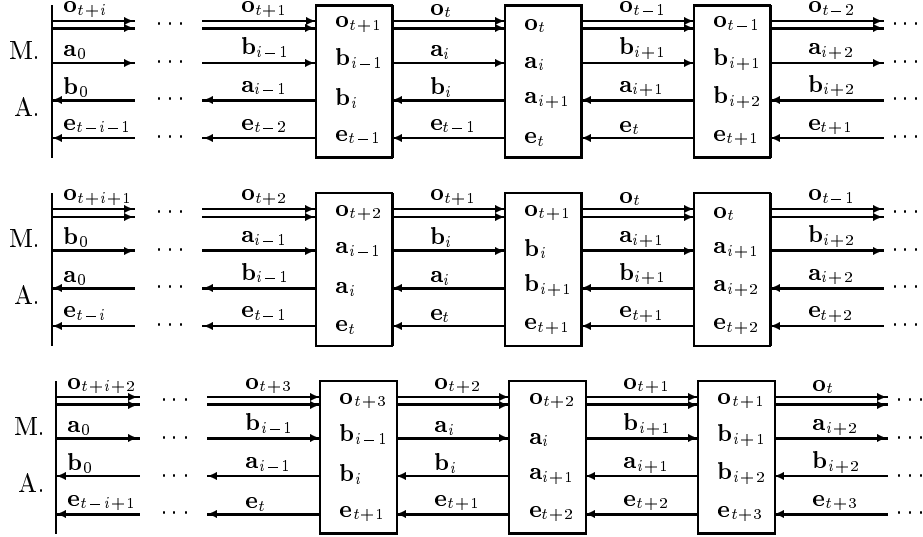 o_{t+i} ··· o_{t+1} o_{t+1} o_t o_t o_{t−1} o_{t−1} o_{t−2} ···
M. a_0 ··· b_{i−1} b_{i−1} a_i a_i b_{i+1} b_{i+1} a_{i+2} ···
A. b_0 ··· a_{i−1} b_i b_i a_{i+1} a_{i+1} b_{i+2} b_{i+2} ···
e_{t−i−1} ··· e_{t−2} e_{t−1} e_{t−1} e_t e_t e_{t+1} e_{t+1} ···
o_{t+i+1} ··· o_{t+2} o_{t+2} o_{t+1} o_{t+1} o_t o_t o_{t−1} ···
M. b_0 ··· a_{i−1} a_{i−1} b_i b_i a_{i+1} a_{i+1} b_{i+2} ···
A. a_0 ··· b_{i−1} a_i a_i b_{i+1} b_{i+1} a_{i+2} a_{i+2} ···
e_{t−i} ··· e_{t−1} e_t e_t e_{t+1} e_{t+1} e_{t+2} e_{t+2} ···
o_{t+i+2} ··· o_{t+3} o_{t+3} o_{t+2} o_{t+2} o_{t+1} o_{t+1} o_t ···
M. a_0 ··· b_{i−1} b_{i−1} a_i a_i b_{i+1} b_{i+1} a_{i+2} ···
A. b_0 ··· a_{i−1} b_i b_i a_{i+1} a_{i+1} b_{i+2} b_{i+2} ···
e_{t−i+1} ··· e_t e_{t+1} e_{t+1} e_{t+2} e_{t+2} e_{t+3} e_{t+3} ···